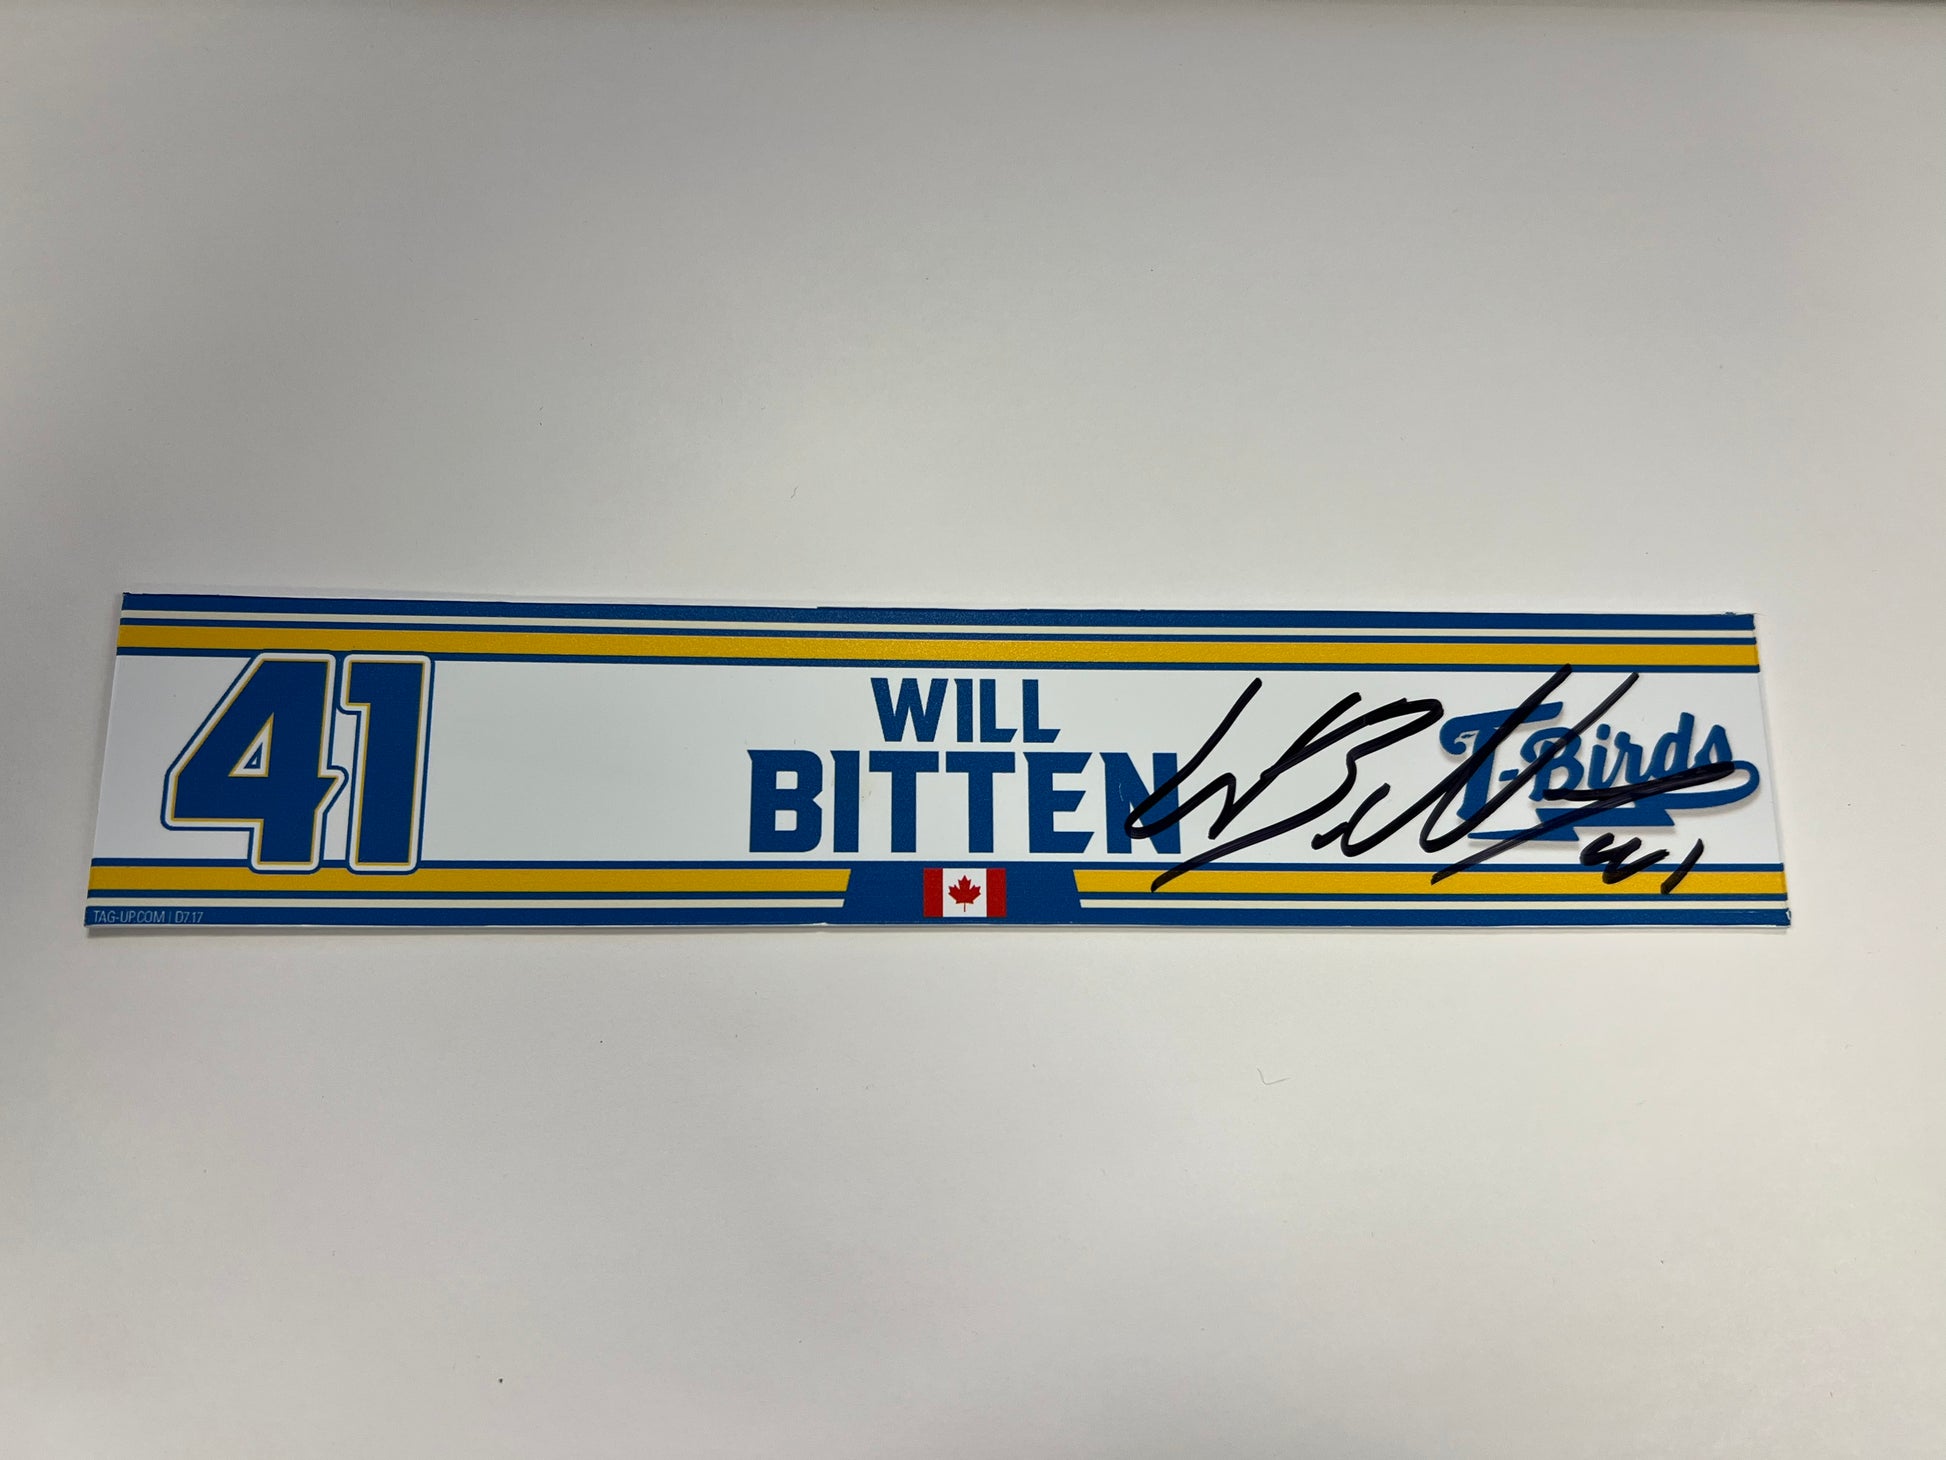 41
WILL
BITTEN
T-Birds
41
TAG-UP.COM | D7.17